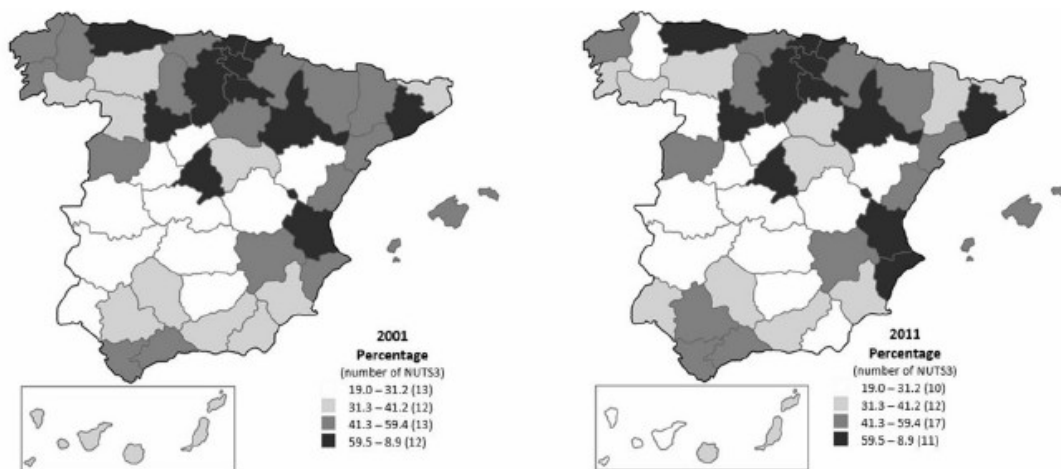 2001
Percentage
(number of NUTS3)
19.0 – 31.2 (13)
31.3 – 41.2 (12)
41.3 – 59.4 (13)
59.5 – 8.9 (12)
2011
Percentage
(number of NUTS3)
19.0 – 31.2 (10)
31.3 – 41.2 (12)
41.3 – 59.4 (17)
59.5 – 8.9 (11)